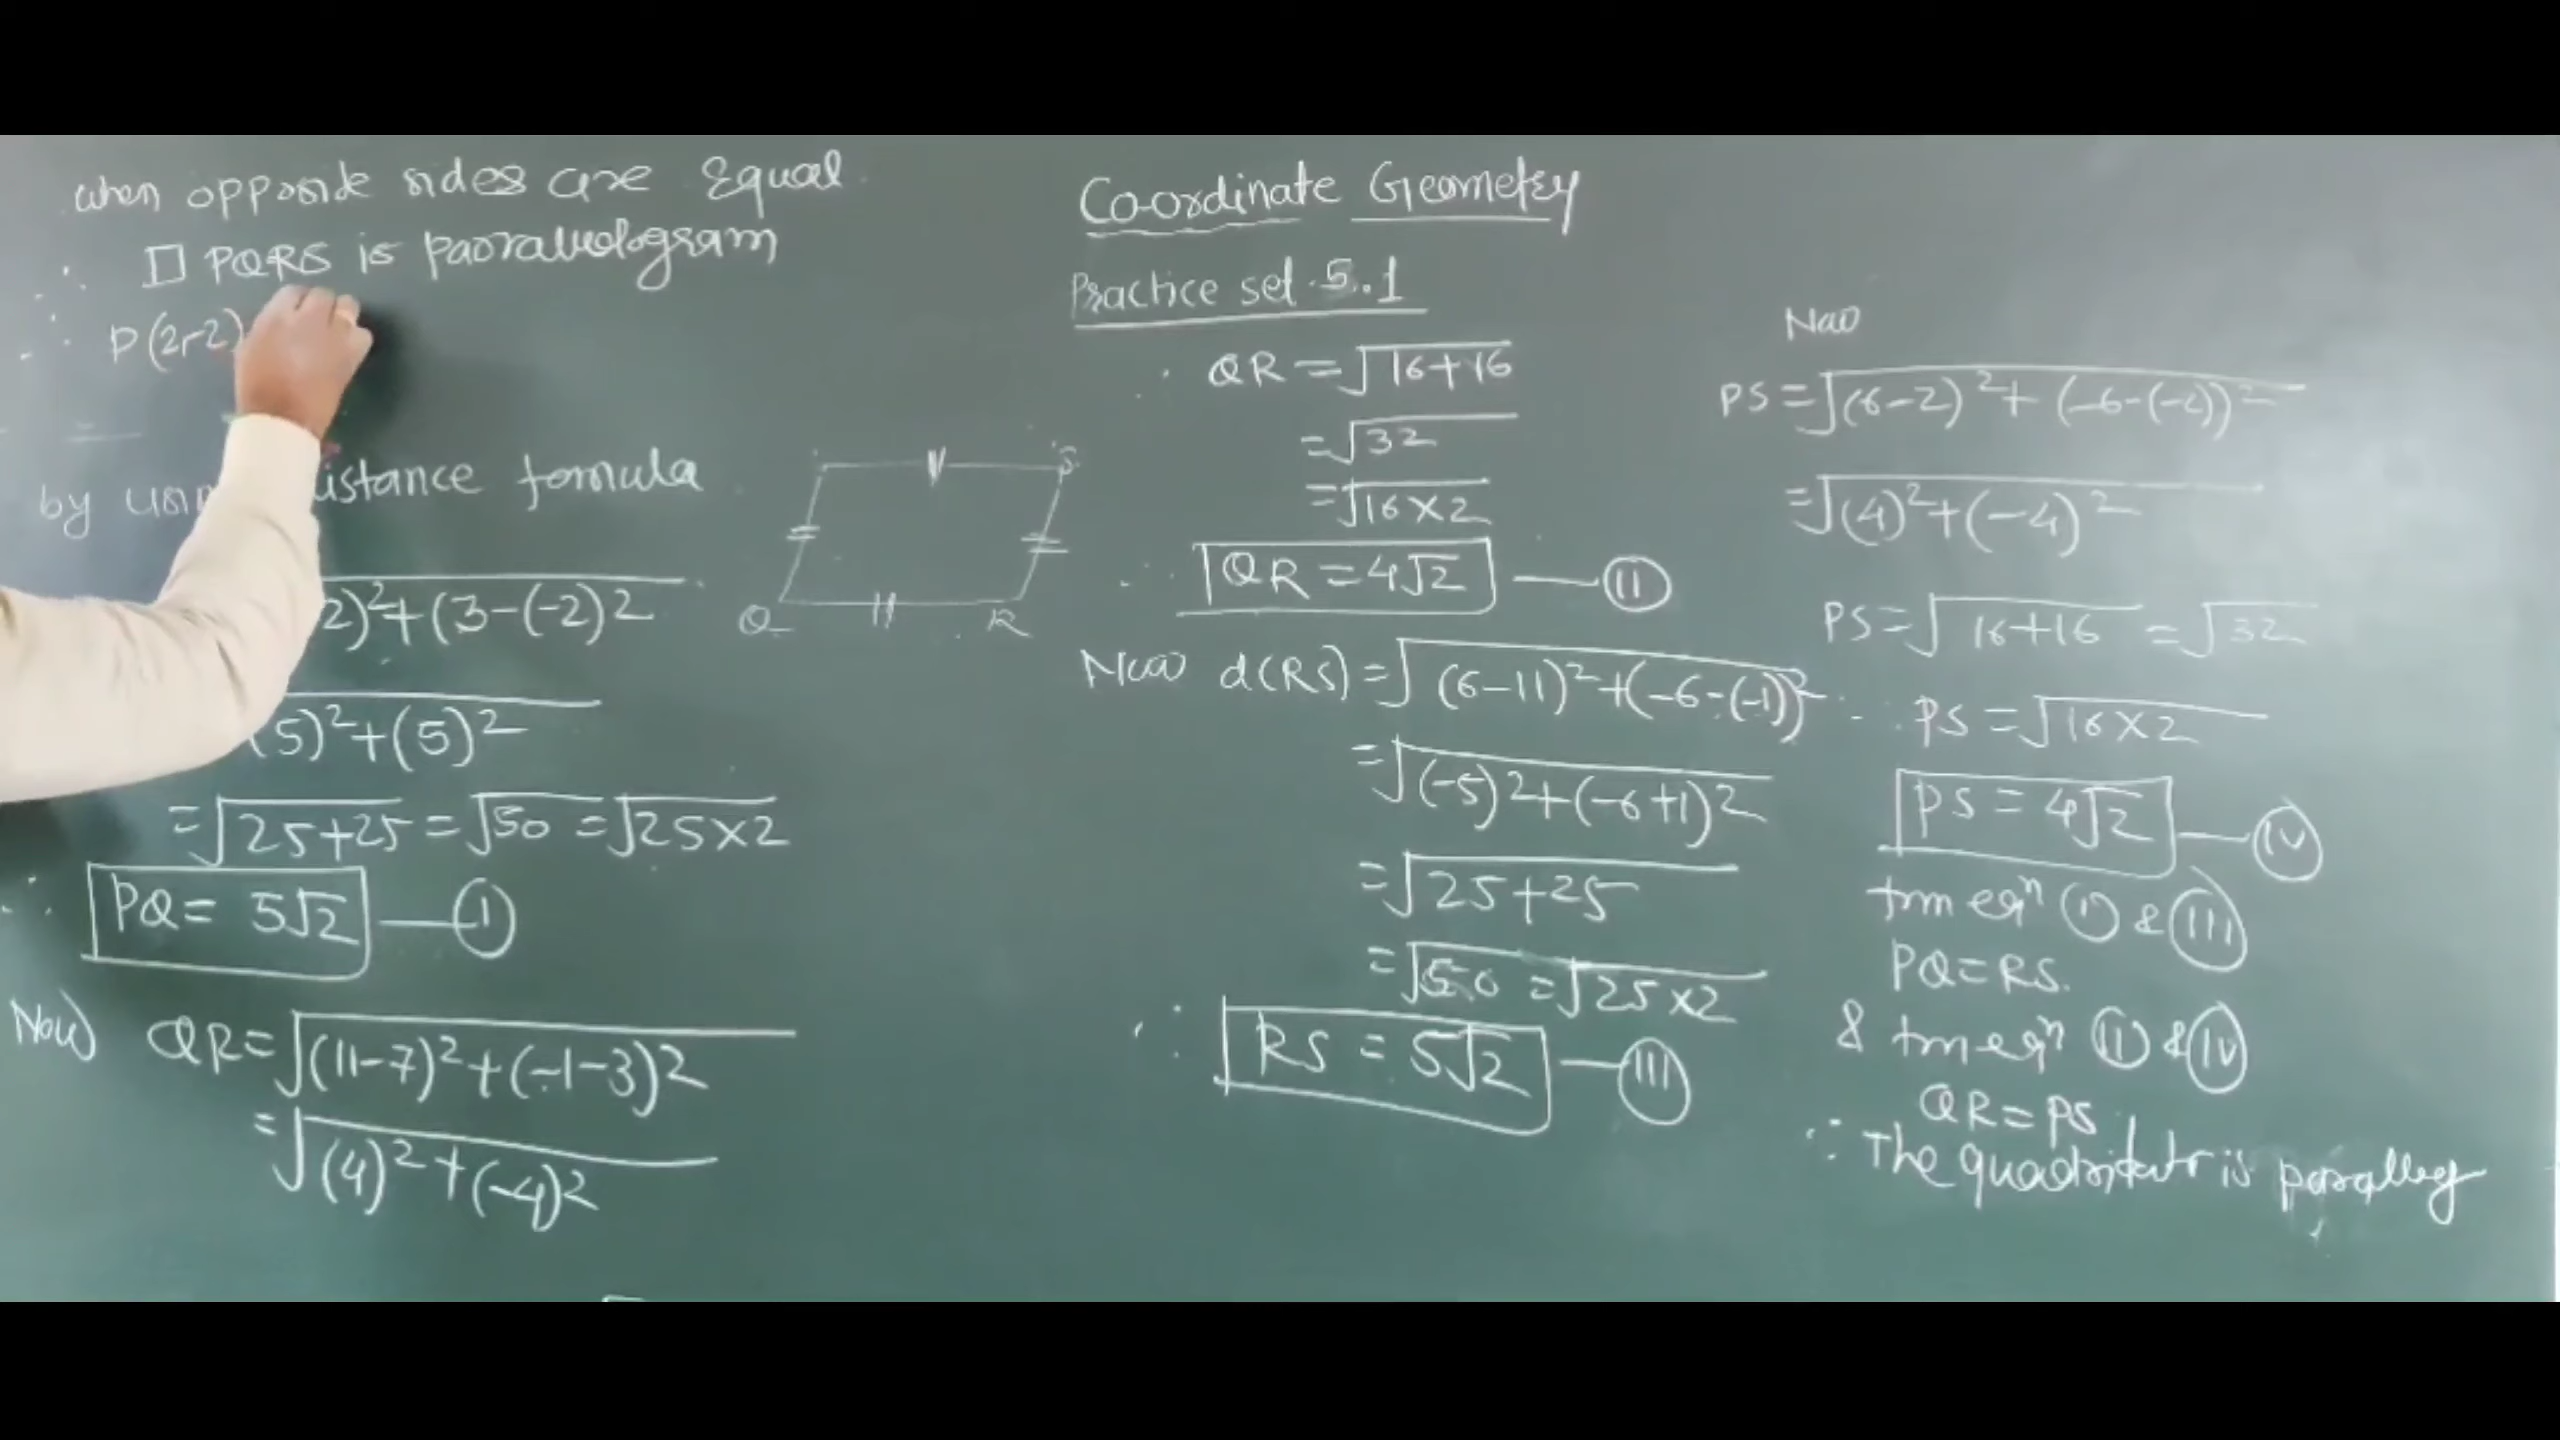 when opposite sides are Equal.
∴ □ PQRS is paorallelogram
∴ P(2,-2)
by using distance formula
2)²+(3-(-2)²
(5)²+(5)²
=√25+25 =√50 =√25×2
∴ PQ= 5√2 — I
Now QR=√(11-7)²+(-1-3)²
=√(4)²+(-4)²
S
Q R
Co-ordinate Geometry
Practice set 5.1
QR =√16+16
=√32
=√16×2
∴ QR =4√2 — II
Now d(RS)=√(6-11)²+(-6-(-1))²
=√(-5)²+(-6+1)²
=√25+25
=√50 =√25×2
∴ RS = 5√2 — III
Now
PS=√(6-2)²+(-6-(-2))²
=√(4)²+(-4)²
PS=√16+16 =√32
∴ PS =√16×2
PS = 4√2 — IV
from eqⁿ I & III
PQ=RS.
& from eqⁿ II & IV
QR=PS
∴ The is